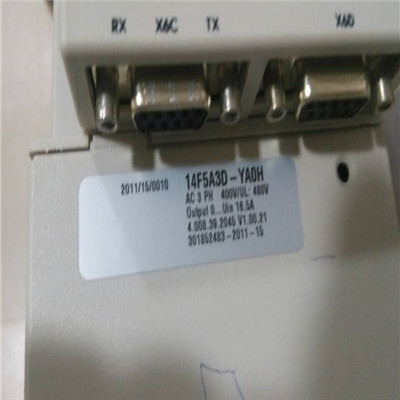 RX X6C TX X6D
2011/15/0010 14F5A3D-YA0H
AC 3 PH 400V/UL: 480V
Output 0...Uin 16.5A
4.008.39.2045 V1.00.21
301852483-2011-15